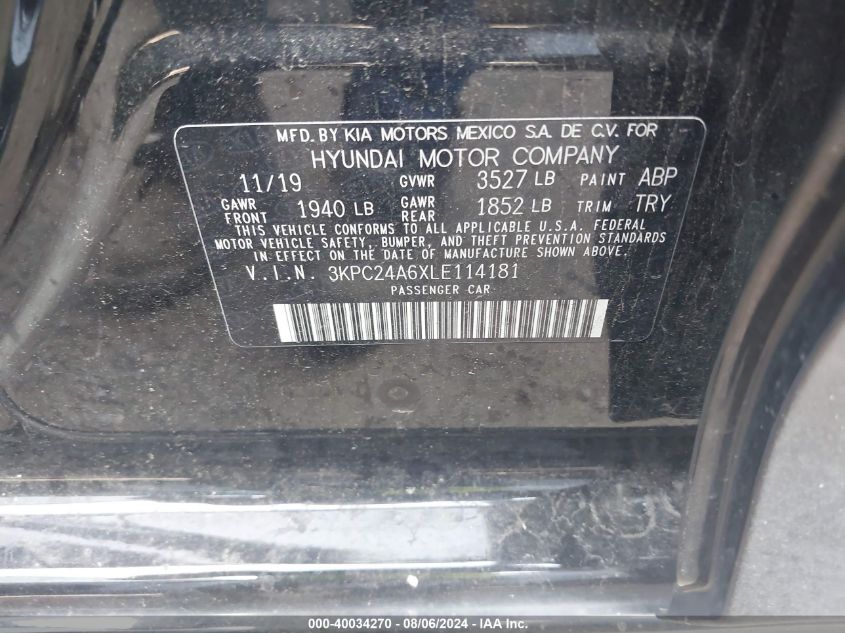 MFD. BY KIA MOTORS MEXICO S.A. DE C.V. FOR
HYUNDAI MOTOR COMPANY
11/19 GVWR 3527 LB PAINT ABP
GAWR FRONT 1940 LB GAWR REAR 1852 LB TRIM TRY
THIS VEHICLE CONFORMS TO ALL APPLICABLE U.S.A. FEDERAL
MOTOR VEHICLE SAFETY, BUMPER, AND THEFT PREVENTION STANDARDS
IN EFFECT ON THE DATE OF MANUFACTURE SHOWN ABOVE.
V.I.N. 3KPC24A6XLE114181
PASSENGER CAR
000-40034270 - 08/06/2024 - IAA Inc.